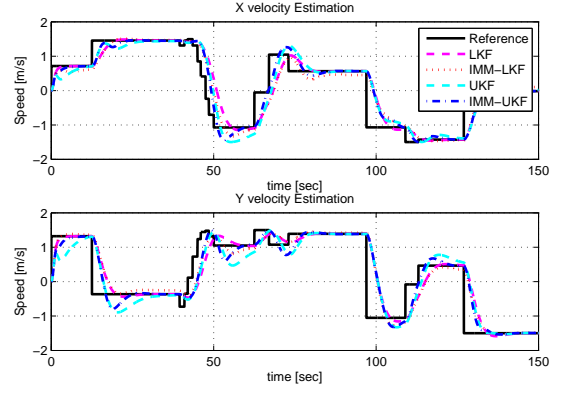 X velocity Estimation
2
1
0
−1
−2
Speed [m/s]
0
50
100
150
time [sec]
Reference
LKF
IMM−LKF
UKF
IMM−UKF
Y velocity Estimation
2
1
0
−1
−2
Speed [m/s]
0
50
100
150
time [sec]